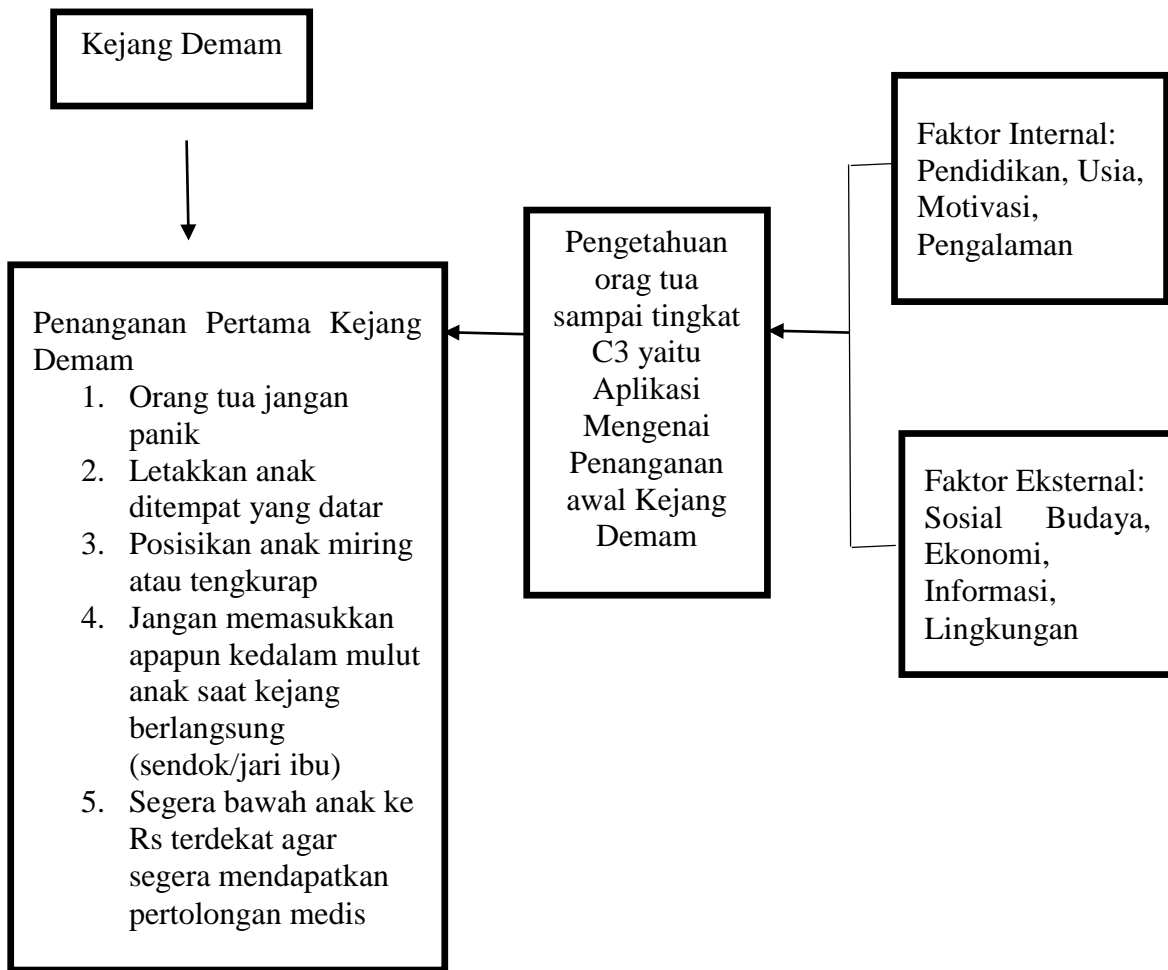 Kejang Demam
Penanganan Pertama Kejang
Demam
1. Orang tua jangan
panik
2. Letakkan anak
ditempat yang datar
3. Posisikan anak miring
atau tengkurap
4. Jangan memasukkan
apapun kedalam mulut
anak saat kejang
berlangsung
(sendok/jari ibu)
5. Segera bawah anak ke
Rs terdekat agar
segera mendapatkan
pertolongan medis
Pengetahuan
orag tua
sampai tingkat
C3 yaitu
Aplikasi
Mengenai
Penanganan
awal Kejang
Demam
Faktor Internal:
Pendidikan, Usia,
Motivasi,
Pengalaman
Faktor Eksternal:
Sosial Budaya,
Ekonomi,
Informasi,
Lingkungan